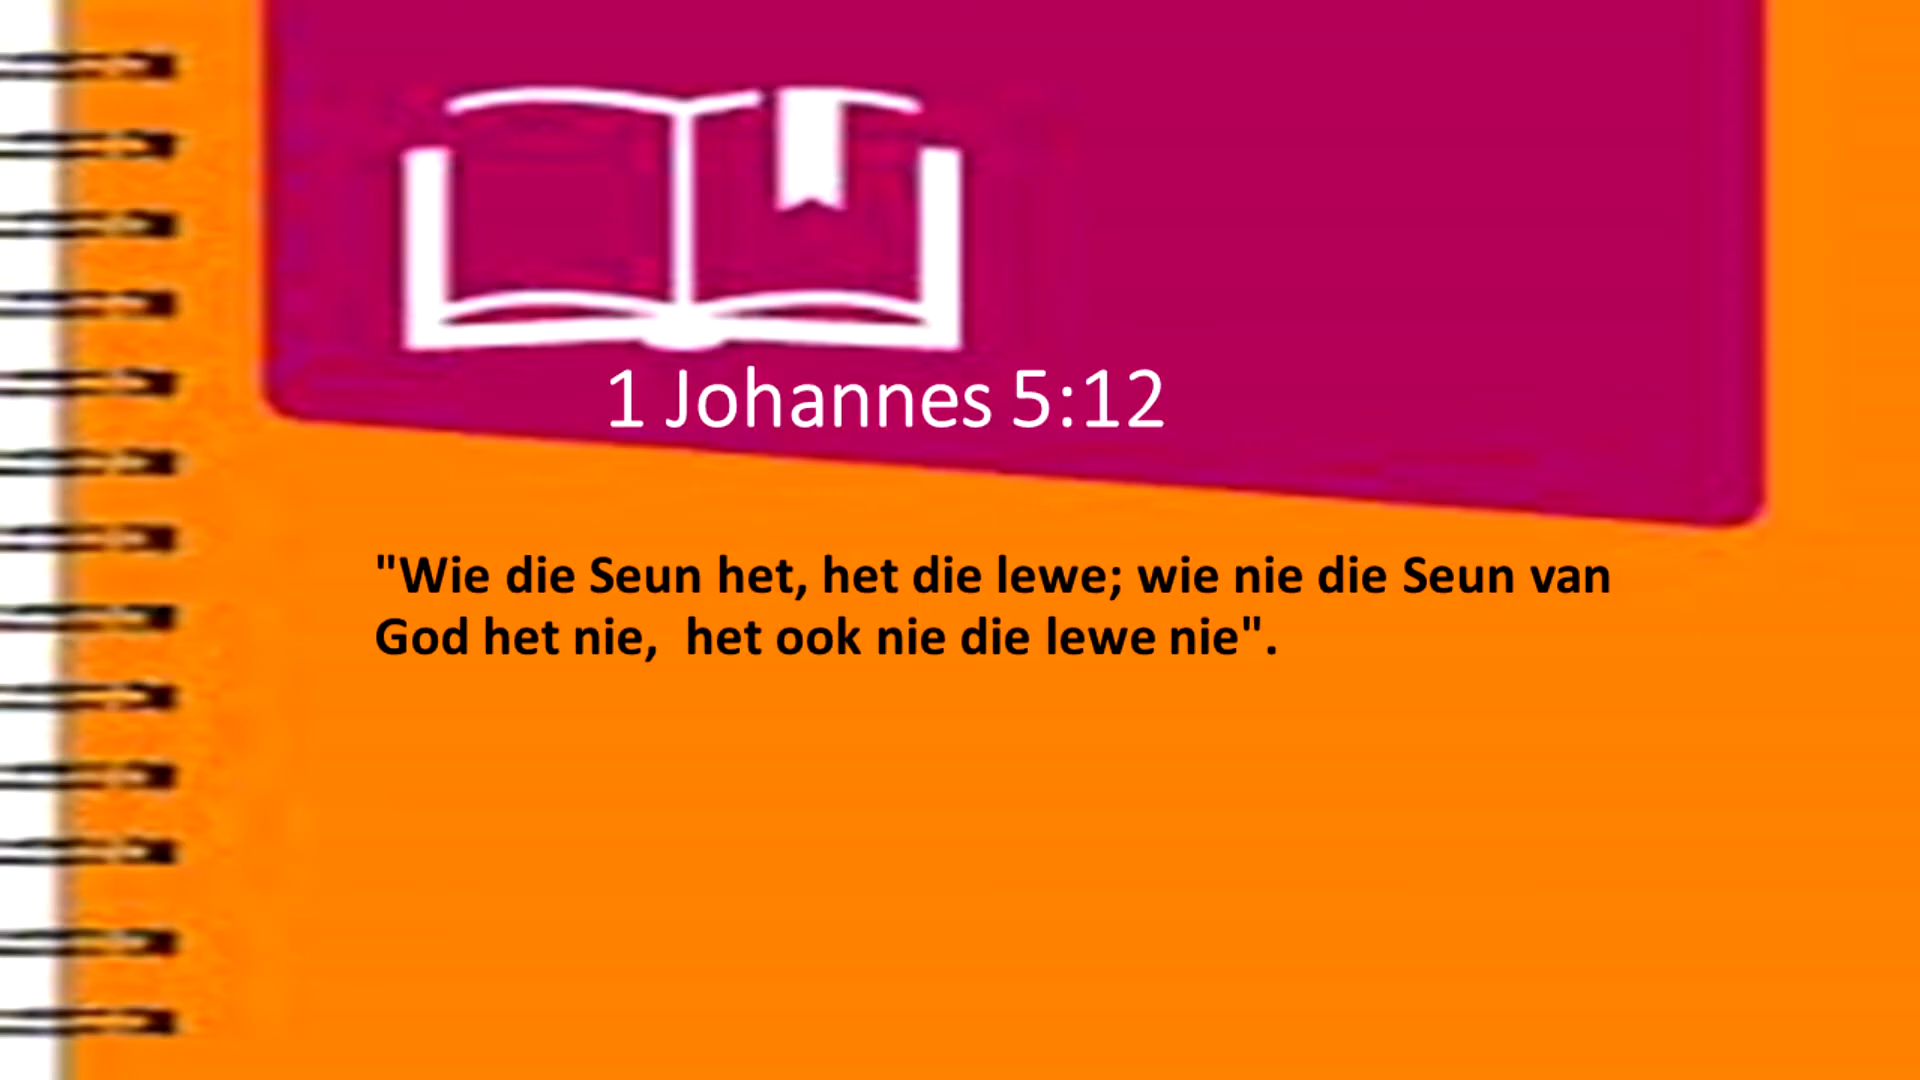 1 Johannes 5:12
"Wie die Seun het, het die lewe; wie nie die Seun van
God het nie,  het ook nie die lewe nie".